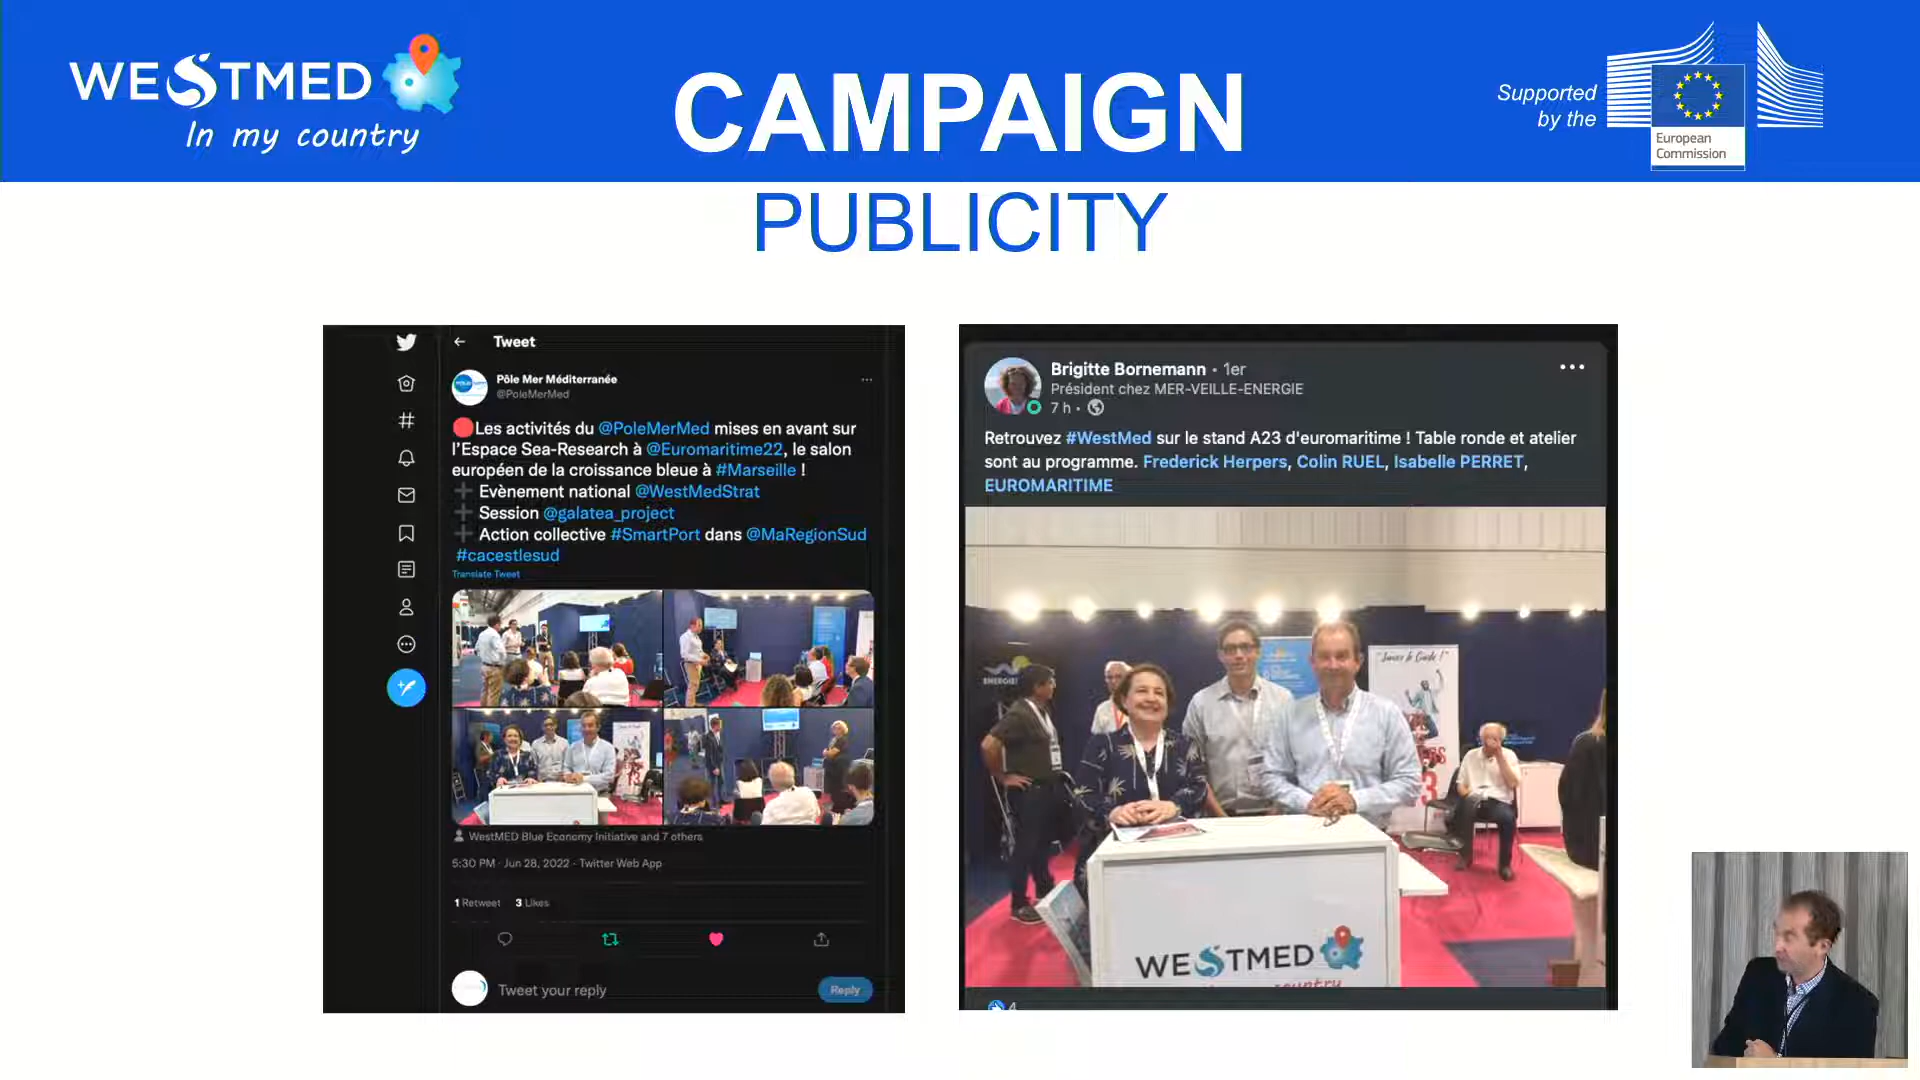 WESTMED
In my country
CAMPAIGN
Supported
by the
European
Commission
PUBLICITY
Tweet
Pôle Mer Méditerranée
@PoleMerMed
Les activités du @PoleMerMed mises en avant sur
l'Espace Sea-Research à @Euromaritime22, le salon
européen de la croissance bleue à #Marseille !
Evènement national @WestMedStrat
Session @galatea_project
Action collective #SmartPort dans @MaRegionSud
#cacestlesud
Translate Tweet
WestMED Blue Economy Initiative and 7 others
5:30 PM · Jun 28, 2022 · Twitter Web App
1 Retweet 3 Likes
Tweet your reply
Reply
Brigitte Bornemann · 1er
Président chez MER-VEILLE-ENERGIE
7 h ·
Retrouvez #WestMed sur le stand A23 d'euromaritime ! Table ronde et atelier
sont au programme. Frederick Herpers, Colin RUEL, Isabelle PERRET,
EUROMARITIME
ENERGIE
WESTMED
country
4